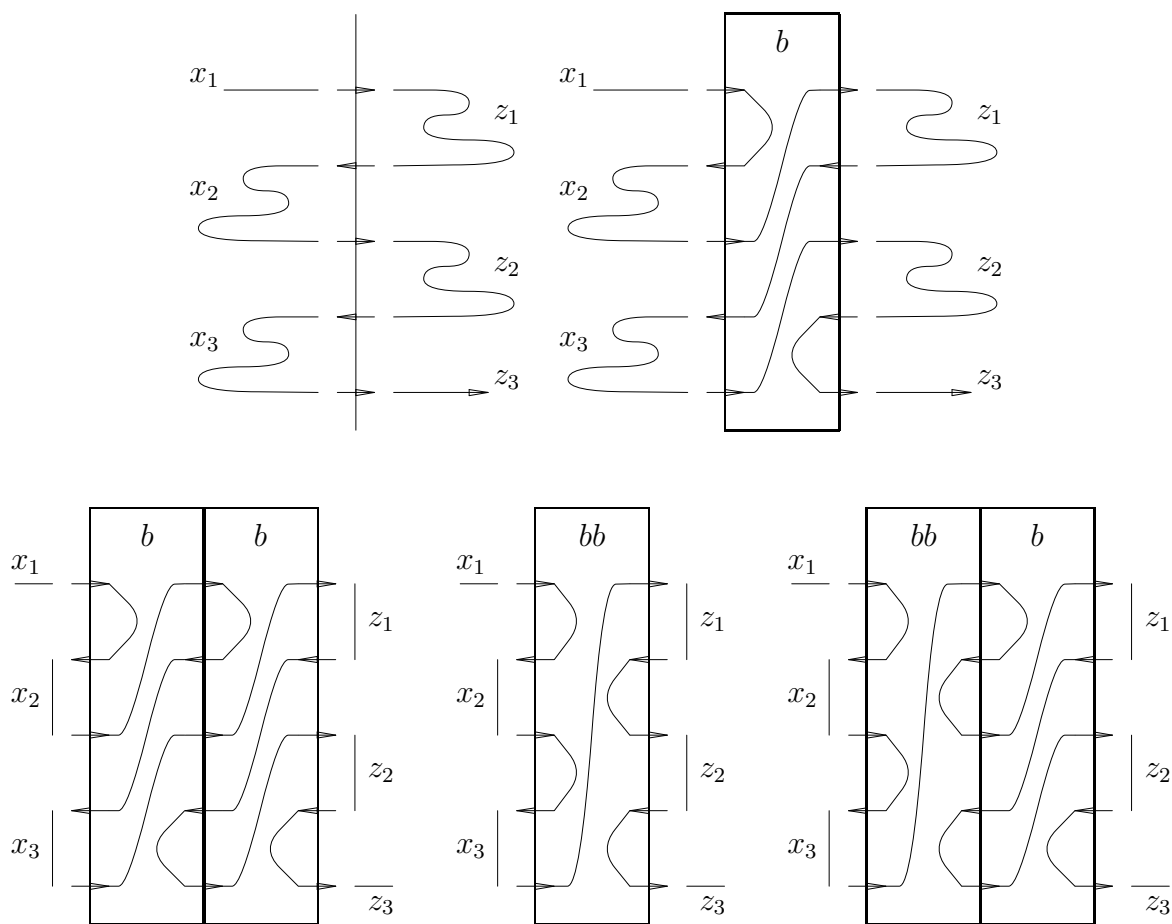 b
x₁ x₁
z₁ z₁
x₂ x₂
z₂ z₂
x₃ x₃
z₃ z₃
b b bb bb b
x₁ x₁ x₁
z₁ z₁ z₁
x₂ x₂ x₂
z₂ z₂ z₂
x₃ x₃ x₃
z₃ z₃ z₃